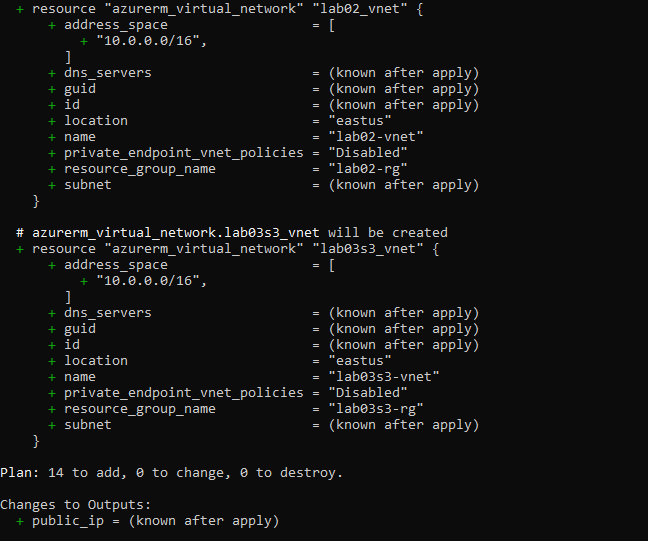 + resource "azurerm_virtual_network" "lab02_vnet" {
+ address_space = [
+ "10.0.0.0/16",
]
+ dns_servers = (known after apply)
+ guid = (known after apply)
+ id = (known after apply)
+ location = "eastus"
+ name = "lab02-vnet"
+ private_endpoint_vnet_policies = "Disabled"
+ resource_group_name = "lab02-rg"
+ subnet = (known after apply)
}
# azurerm_virtual_network.lab03s3_vnet will be created
+ resource "azurerm_virtual_network" "lab03s3_vnet" {
+ address_space = [
+ "10.0.0.0/16",
]
+ dns_servers = (known after apply)
+ guid = (known after apply)
+ id = (known after apply)
+ location = "eastus"
+ name = "lab03s3-vnet"
+ private_endpoint_vnet_policies = "Disabled"
+ resource_group_name = "lab03s3-rg"
+ subnet = (known after apply)
}
Plan: 14 to add, 0 to change, 0 to destroy.
Changes to Outputs:
+ public_ip = (known after apply)